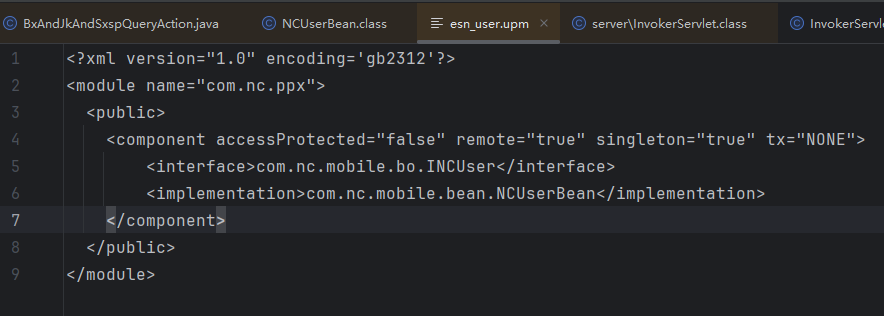 BxAndJkAndSxspQueryAction.java NCUserBean.class esn_user.upm server\InvokerServlet.class
1 <?xml version="1.0" encoding='gb2312'?>
2 <module name="com.nc.ppx">
3 <public>
4 <component accessProtected="false" remote="true" singleton="true" tx="NONE">
5 <interface>com.nc.mobile.bo.INCUser</interface>
6 <implementation>com.nc.mobile.bean.NCUserBean</implementation>
7 </component>
8 </public>
9 </module>